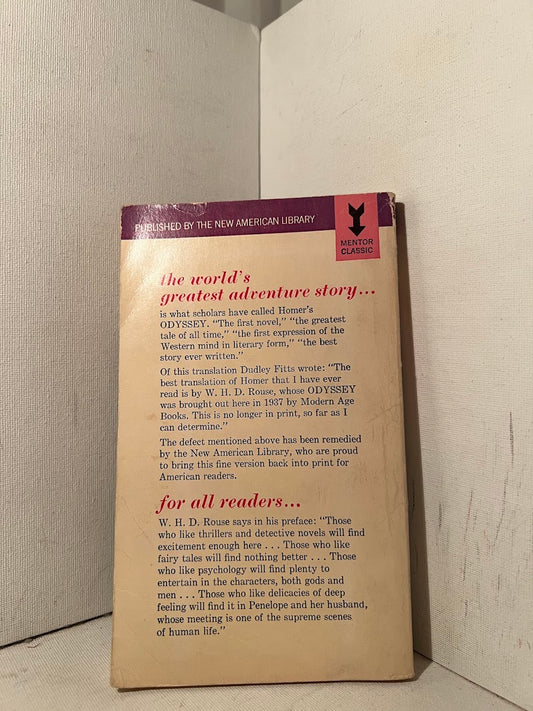 PUBLISHED BY THE NEW AMERICAN LIBRARY
MENTOR
CLASSIC
the world's
greatest adventure story...
is what scholars have called Homer's
ODYSSEY. "The first novel," "the greatest
tale of all time," "the first expression of the
Western mind in literary form," "the best
story ever written."
Of this translation Dudley Fitts wrote: "The
best translation of Homer that I have ever
read is by W. H. D. Rouse, whose ODYSSEY
was brought out here in 1937 by Modern Age
Books. This is no longer in print, so far as I
can determine."
The defect mentioned above has been remedied
by the New American Library, who are proud
to bring this fine version back into print for
American readers.
for all readers...
W. H. D. Rouse says in his preface: "Those
who like thrillers and detective novels will find
excitement enough here . . . Those who like
fairy tales will find nothing better . . . Those
who like psychology will find plenty to
entertain in the characters, both gods and
men . . . Those who like delicacies of deep
feeling will find it in Penelope and her husband,
whose meeting is one of the supreme scenes
of human life."